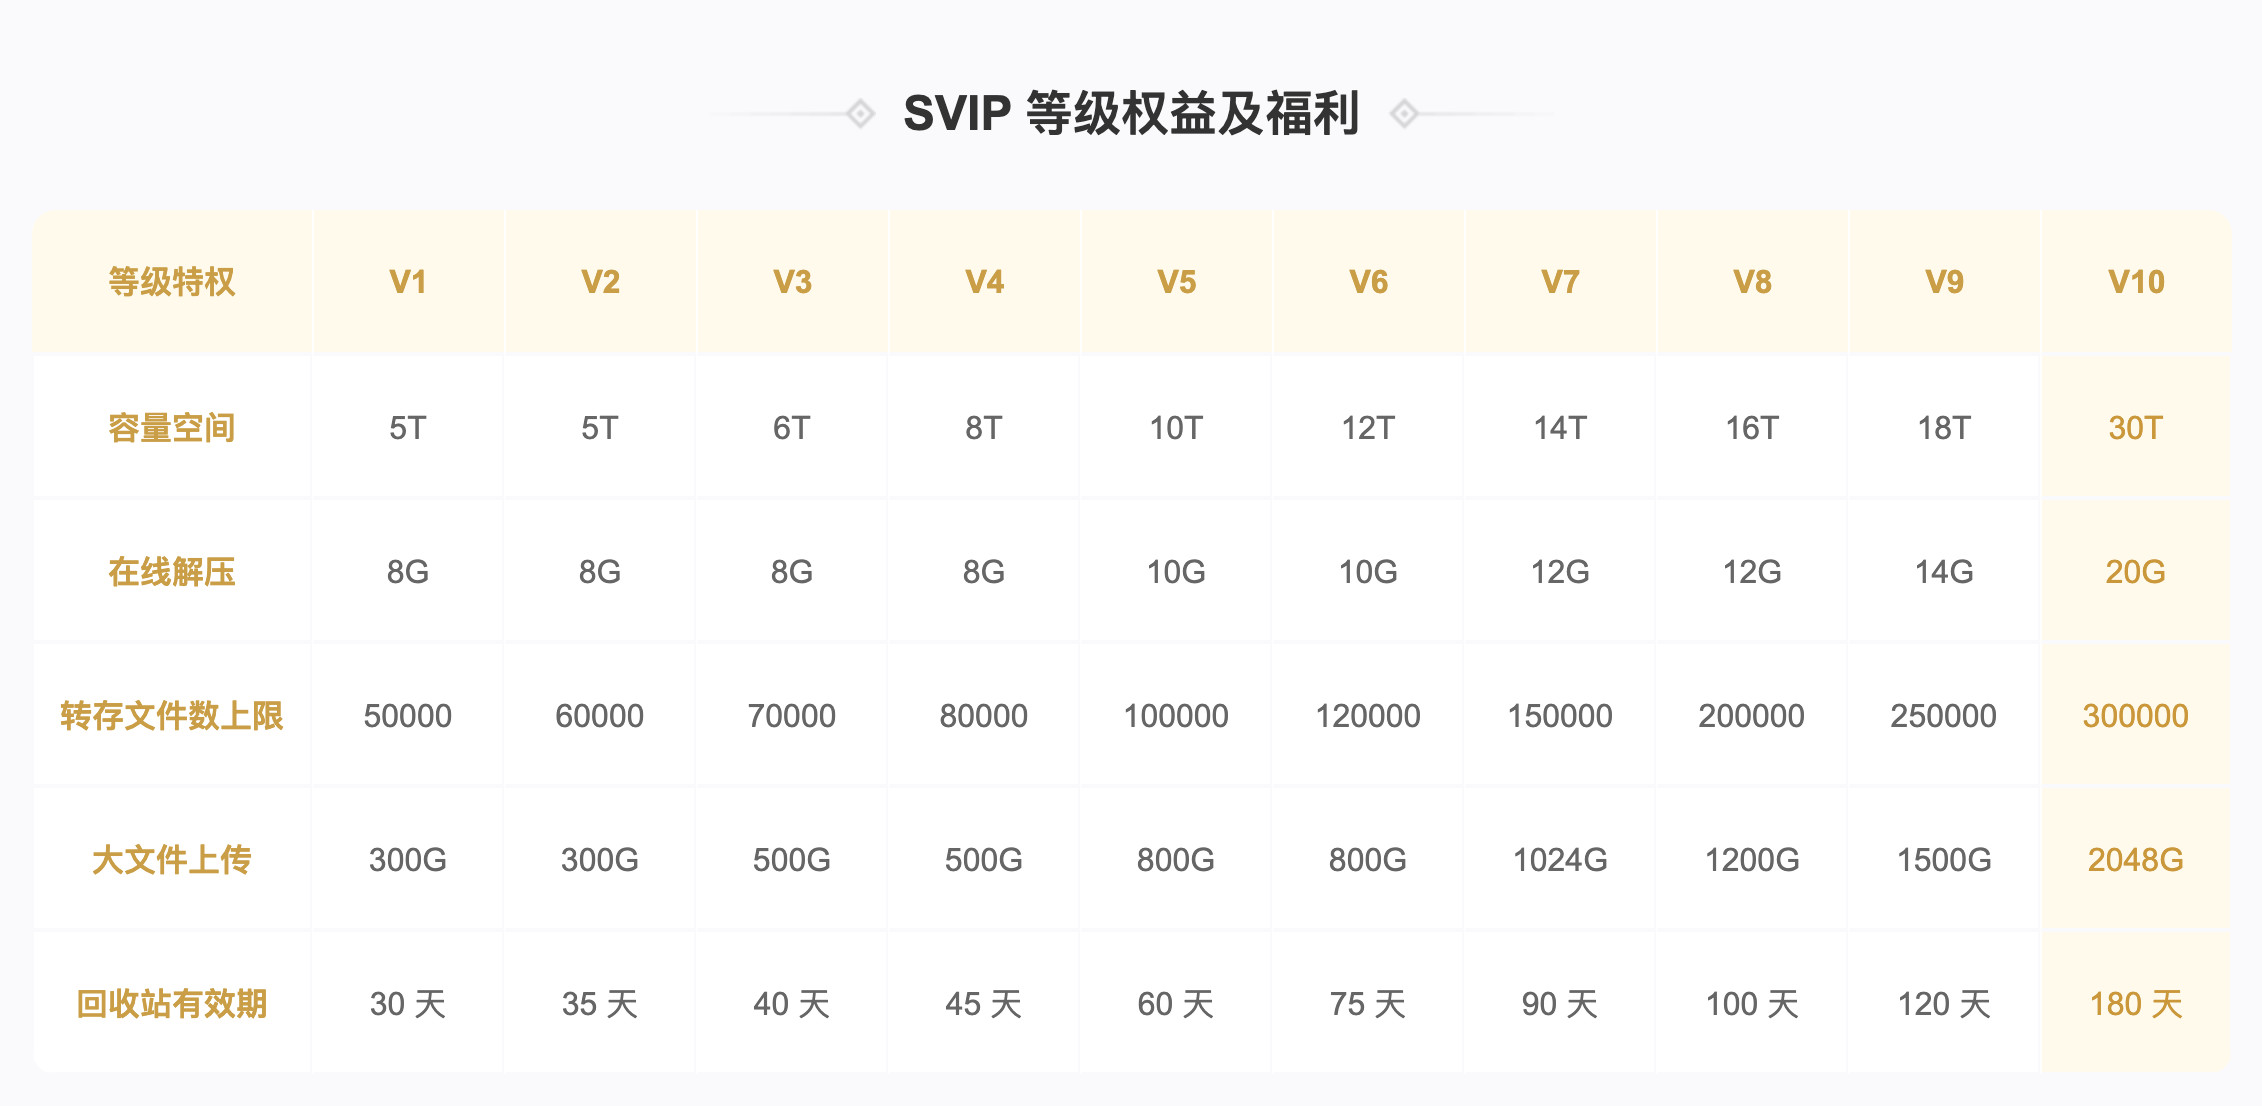 SVIP 等级权益及福利
等级特权 V1 V2 V3 V4 V5 V6 V7 V8 V9 V10
容量空间 5T 5T 6T 8T 10T 12T 14T 16T 18T 30T
在线解压 8G 8G 8G 8G 10G 10G 12G 12G 14G 20G
转存文件数上限 50000 60000 70000 80000 100000 120000 150000 200000 250000 300000
大文件上传 300G 300G 500G 500G 800G 800G 1024G 1200G 1500G 2048G
回收站有效期 30 天 35 天 40 天 45 天 60 天 75 天 90 天 100 天 120 天 180 天